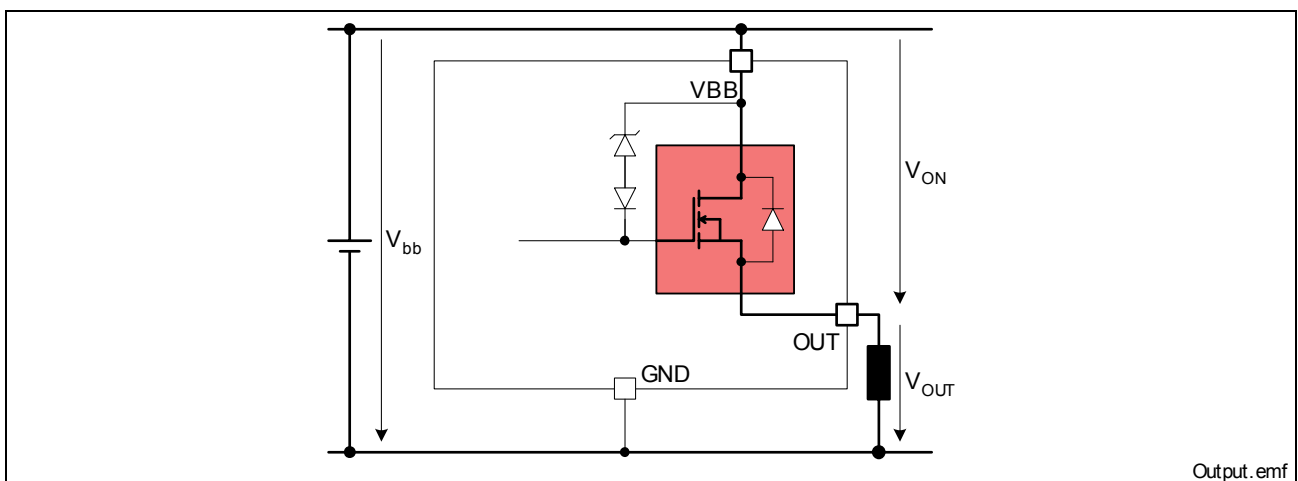 VBB
V_ON
V_bb
OUT
GND
V_OUT
Output.emf